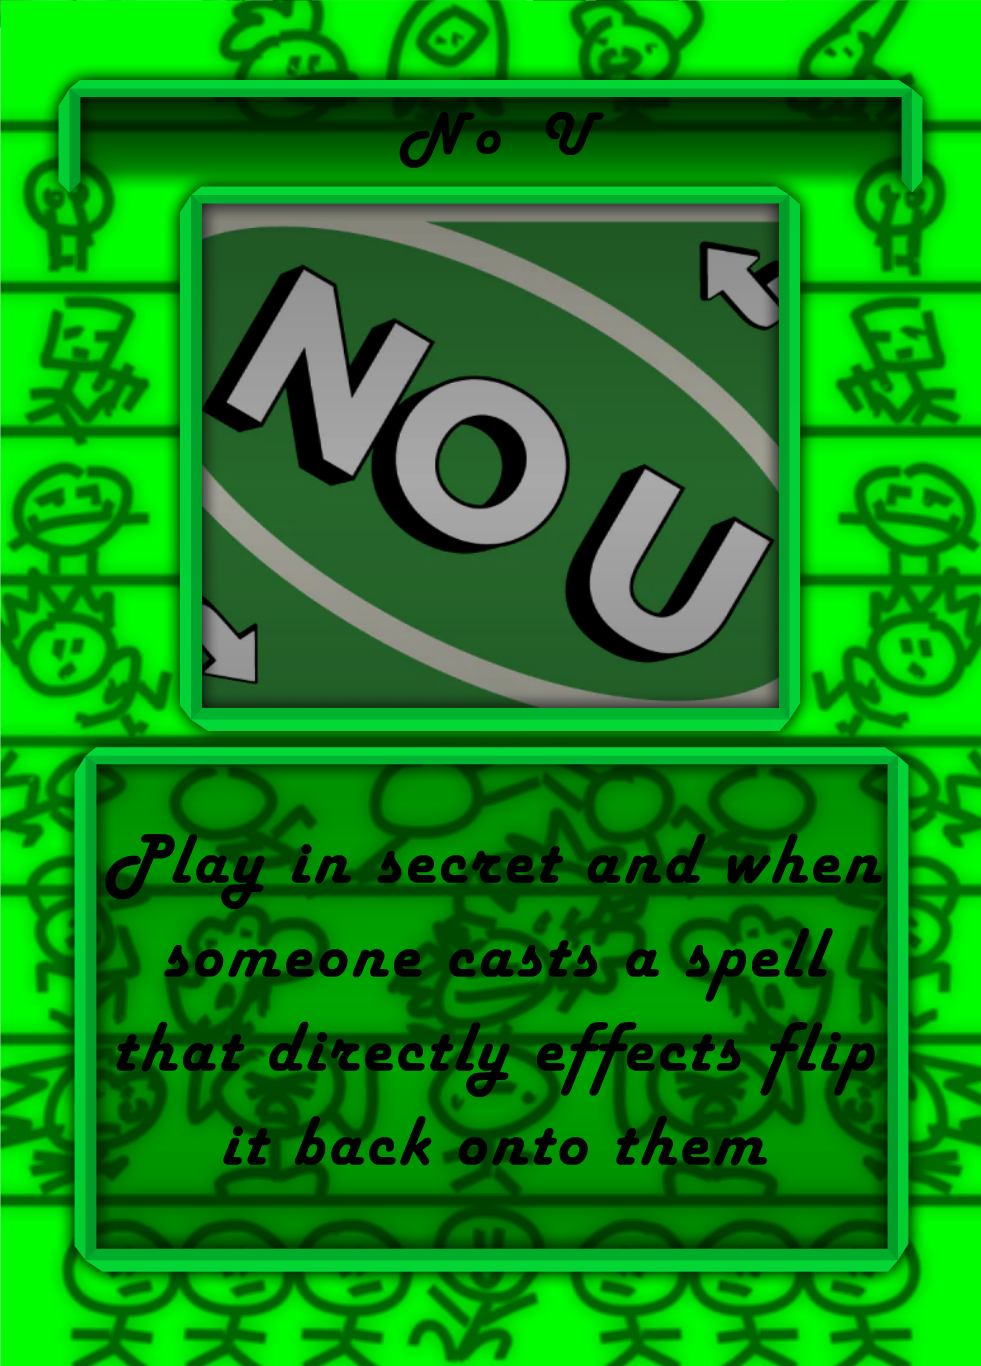 No U
NO U
Play in secret and when
someone casts a spell
that directly effects flip
it back onto them